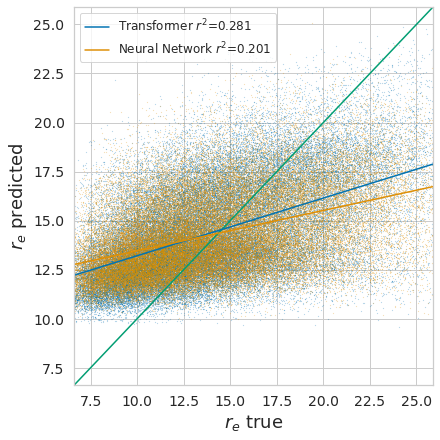 Transformer r²=0.281
Neural Network r²=0.201
25.0
22.5
20.0
17.5
15.0
12.5
10.0
7.5
rₑ predicted
7.5 10.0 12.5 15.0 17.5 20.0 22.5 25.0
rₑ true